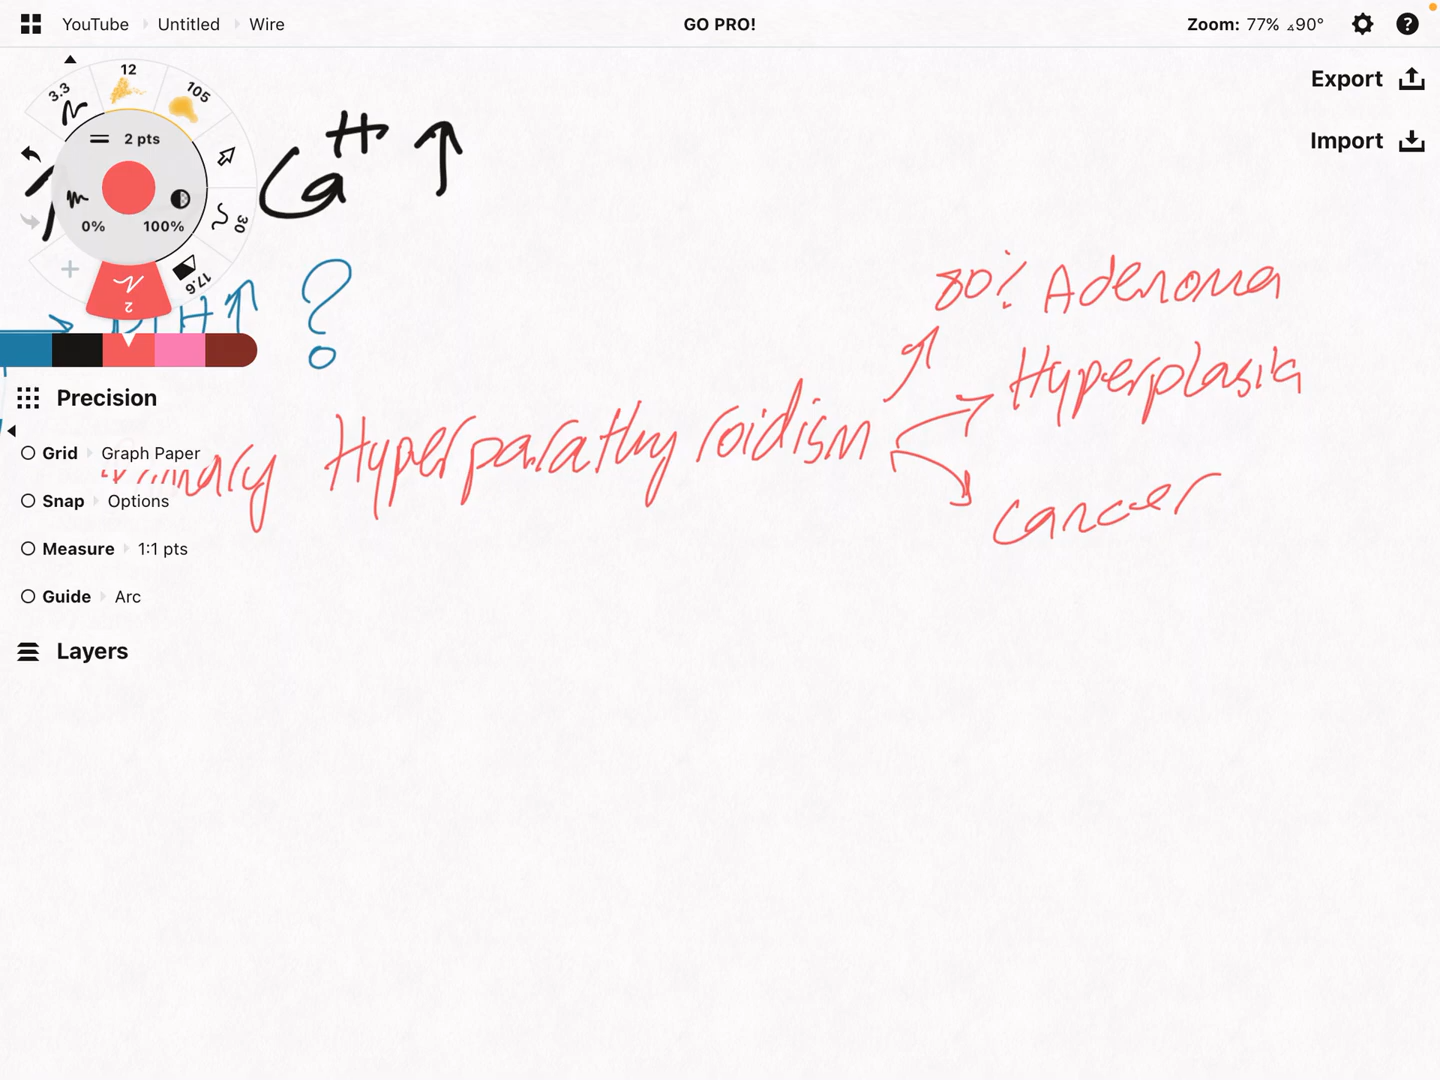 YouTube Untitled Wire
GO PRO!
Zoom: 77% ⊿90°
Export
Import
3.3
12
105
30
17.6
2
2 pts
0% 100%
Ca++ ↑
H↑ ?
Precision
Grid Graph Paper
Snap Options
Measure 1:1 pts
Guide Arc
Layers
Hyperparathyroidism
80% Adenoma
Hyperplasia
cancer